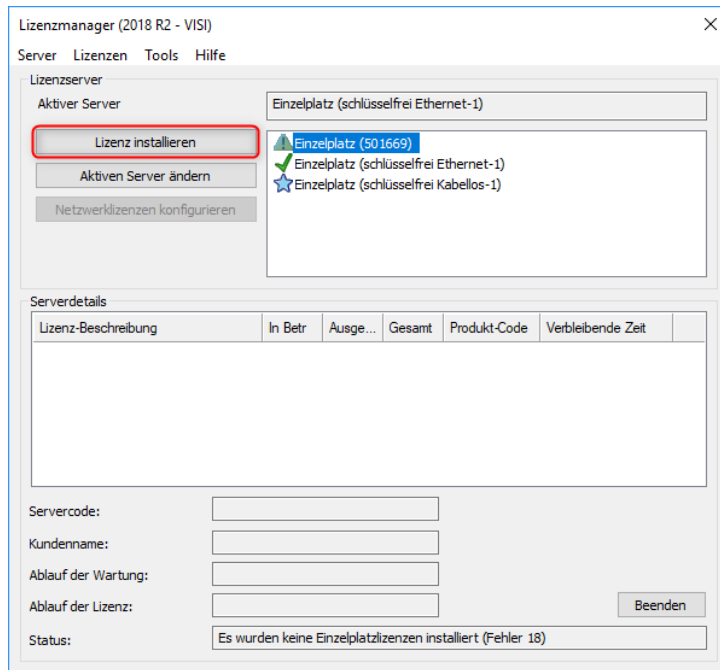 Lizenzmanager (2018 R2 - VISI)
Server Lizenzen Tools Hilfe
Lizenzserver
Aktiver Server
Einzelplatz (schlüsselfrei Ethernet-1)
Lizenz installieren
Einzelplatz (501669)
Einzelplatz (schlüsselfrei Ethernet-1)
Aktiven Server ändern
Einzelplatz (schlüsselfrei Kabellos-1)
Netzwerklizenzen konfigurieren
Serverdetails
Lizenz-Beschreibung In Betr Ausge... Gesamt Produkt-Code Verbleibende Zeit
Servercode:
Kundenname:
Ablauf der Wartung:
Ablauf der Lizenz:
Beenden
Status:
Es wurden keine Einzelplatzlizenzen installiert (Fehler 18)